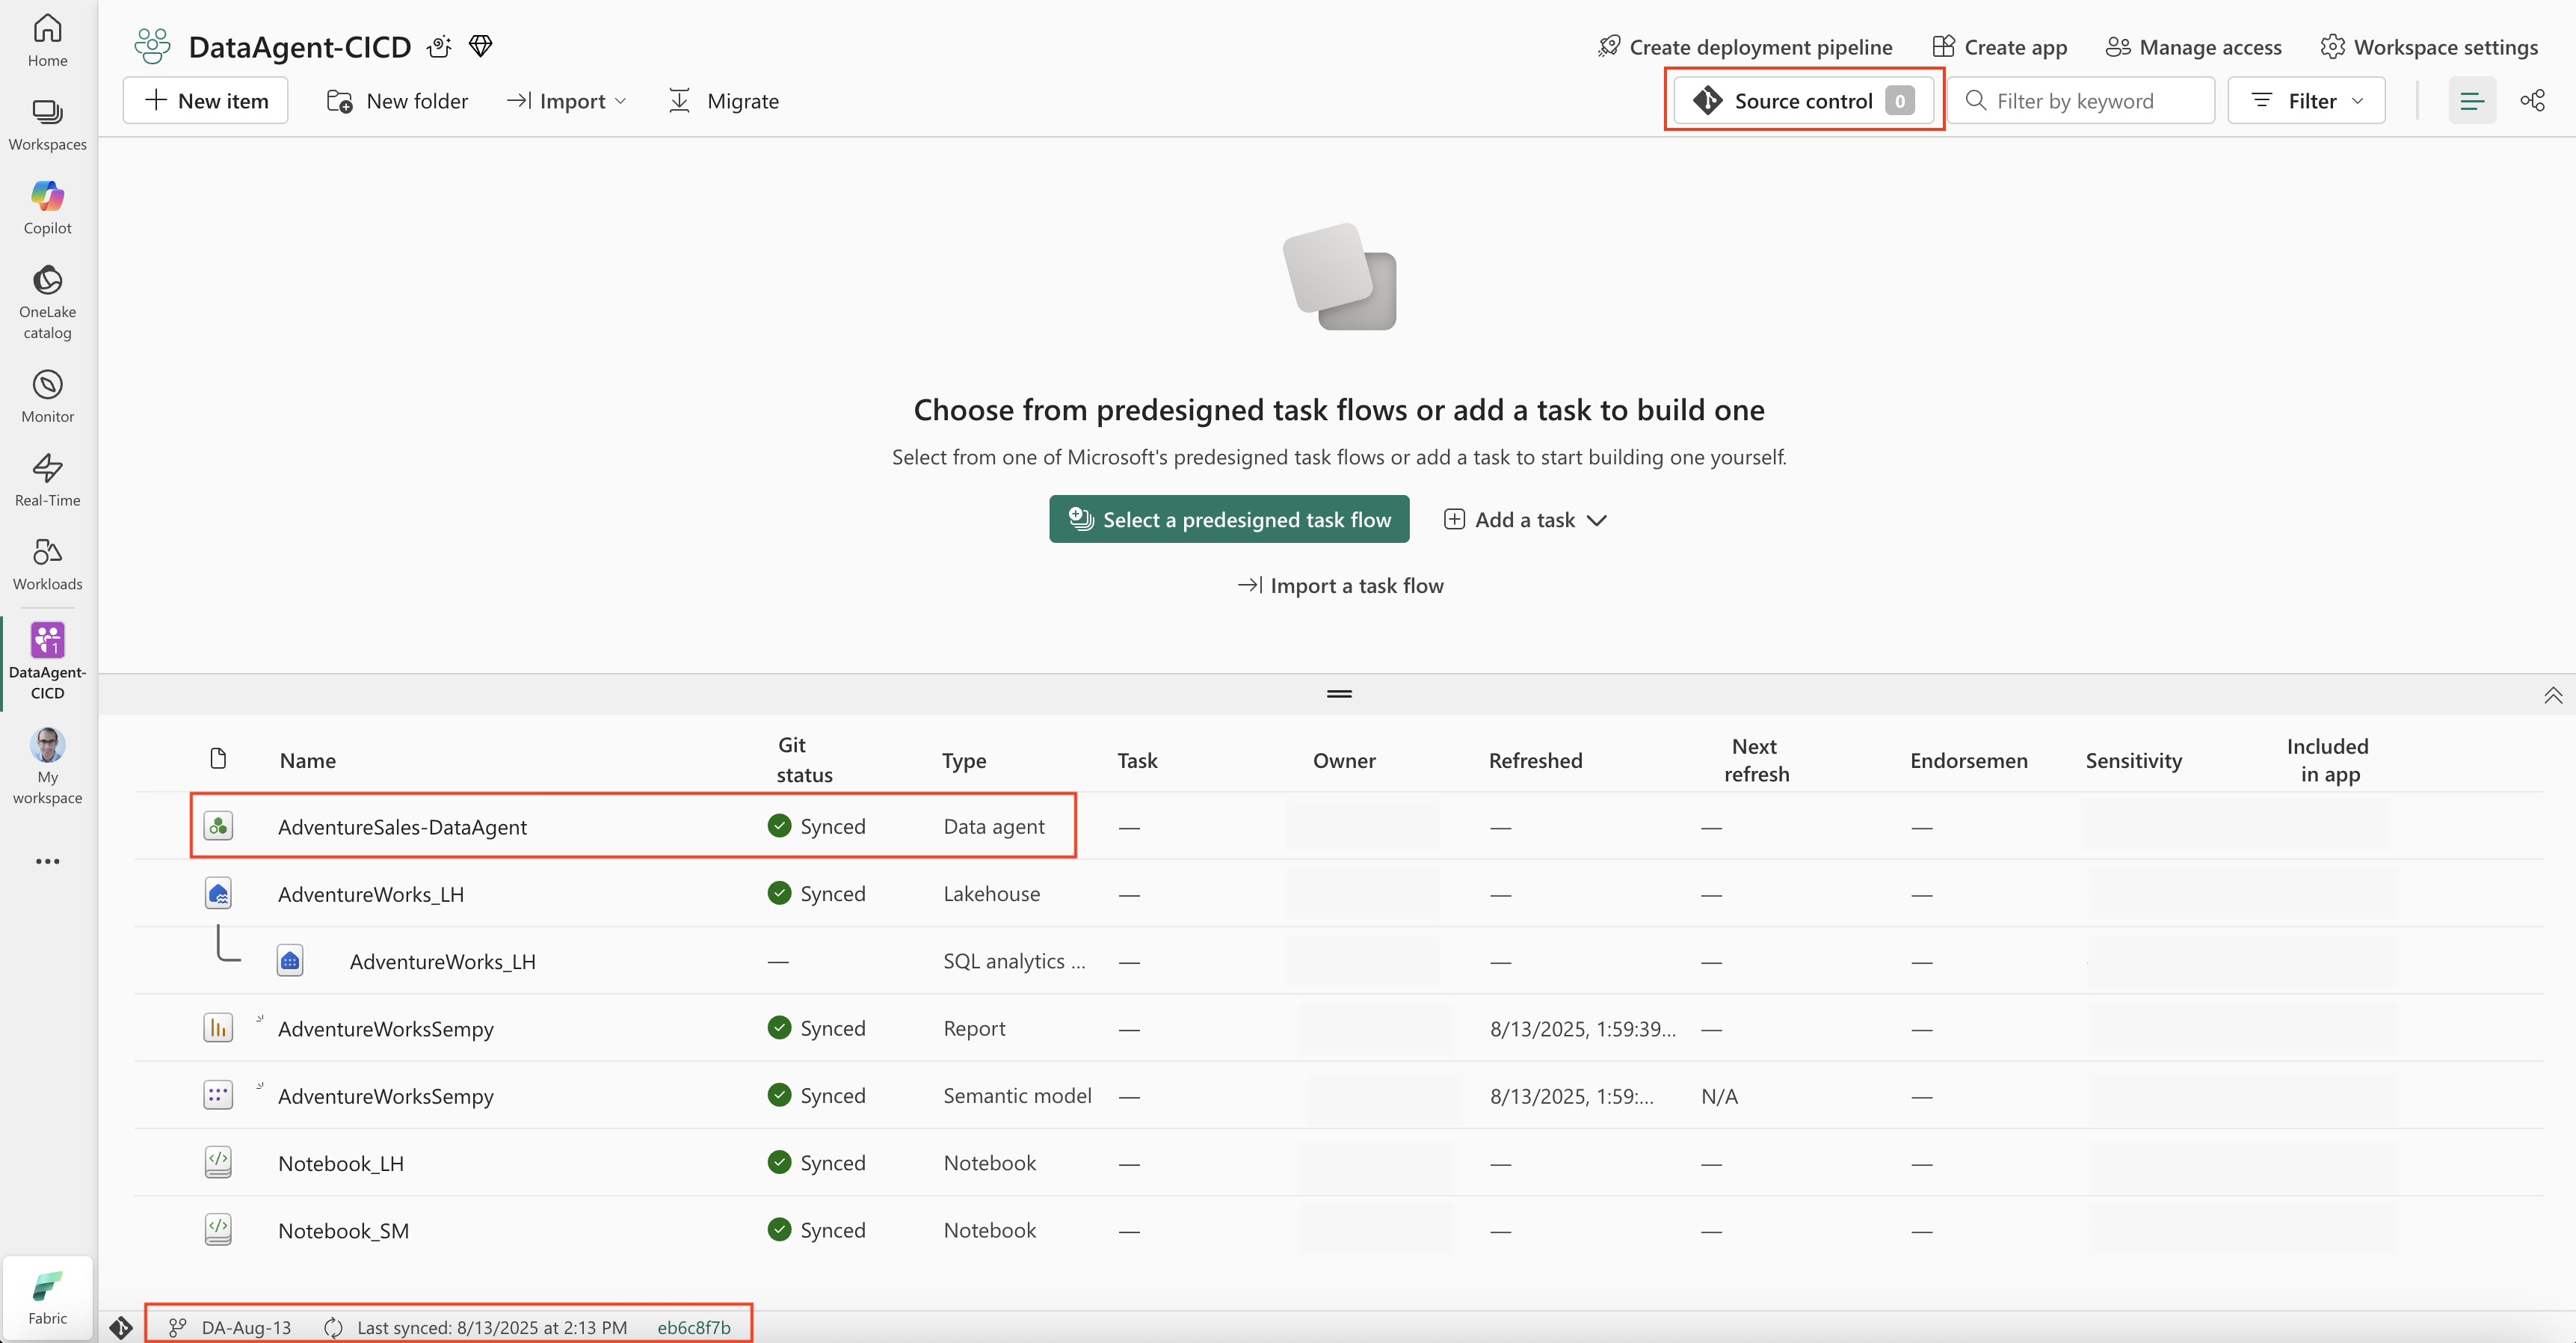 Home
Workspaces
Copilot
OneLake
catalog
Monitor
Real-Time
Workloads
1
DataAgent-
CICD
My
workspace
Fabric
DataAgent-CICD
Create deployment pipeline
Create app
Manage access
Workspace settings
New item
New folder
Import
Migrate
Source control 0
Filter by keyword
Filter
Choose from predesigned task flows or add a task to build one
Select from one of Microsoft's predesigned task flows or add a task to start building one yourself.
Select a predesigned task flow
Add a task
Import a task flow
Name Git status Type Task Owner Refreshed Next refresh Endorsemen Sensitivity Included in app
AdventureSales-DataAgent Synced Data agent — — — —
AdventureWorks_LH Synced Lakehouse — — — —
AdventureWorks_LH — SQL analytics ... — — — —
AdventureWorksSempy Synced Report — 8/13/2025, 1:59:39... — —
AdventureWorksSempy Synced Semantic model — 8/13/2025, 1:59:... N/A —
Notebook_LH Synced Notebook — — — —
Notebook_SM Synced Notebook — — — —
DA-Aug-13 Last synced: 8/13/2025 at 2:13 PM eb6c8f7b